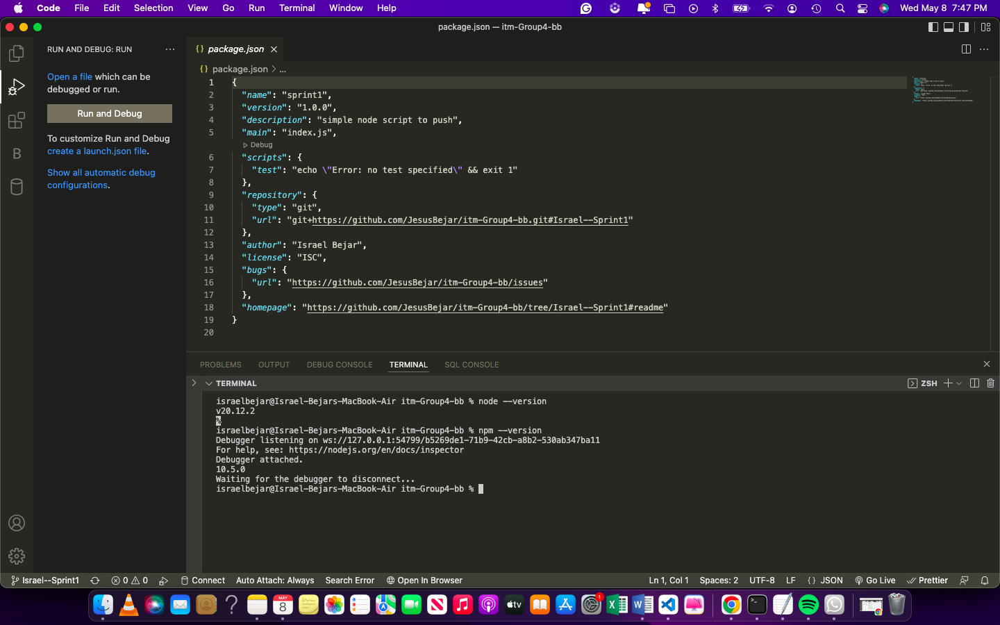 Code File Edit Selection View Go Run Terminal Window Help Wed May 8 7:47 PM
package.json — itm-Group4-bb
RUN AND DEBUG: RUN
Open a file which can be
debugged or run.
Run and Debug
To customize Run and Debug
create a launch.json file.
Show all automatic debug
configurations.
B
{} package.json
{} package.json > ...
1 {
2 "name": "sprint1",
3 "version": "1.0.0",
4 "description": "simple node script to push",
5 "main": "index.js",
Debug
6 "scripts": {
7 "test": "echo \"Error: no test specified\" && exit 1"
8 },
9 "repository": {
10 "type": "git",
11 "url": "git+https://github.com/JesusBejar/itm-Group4-bb.git#Israel--Sprint1"
12 },
13 "author": "Israel Bejar",
14 "license": "ISC",
15 "bugs": {
16 "url": "https://github.com/JesusBejar/itm-Group4-bb/issues"
17 },
18 "homepage": "https://github.com/JesusBejar/itm-Group4-bb/tree/Israel--Sprint1#readme"
19 }
20
PROBLEMS OUTPUT DEBUG CONSOLE TERMINAL SQL CONSOLE
TERMINAL ZSH
israelbejar@Israel-Bejars-MacBook-Air itm-Group4-bb % node --version
v20.12.2
%
israelbejar@Israel-Bejars-MacBook-Air itm-Group4-bb % npm --version
Debugger listening on ws://127.0.0.1:54799/b5269de1-71b9-42cb-a8b2-530ab347ba11
For help, see: https://nodejs.org/en/docs/inspector
Debugger attached.
10.5.0
Waiting for the debugger to disconnect...
israelbejar@Israel-Bejars-MacBook-Air itm-Group4-bb %
Israel--Sprint1 0 0 Connect Auto Attach: Always Search Error Open In Browser Ln 1, Col 1 Spaces: 2 UTF-8 LF {} JSON Go Live Prettier
MAY
8
tv
1